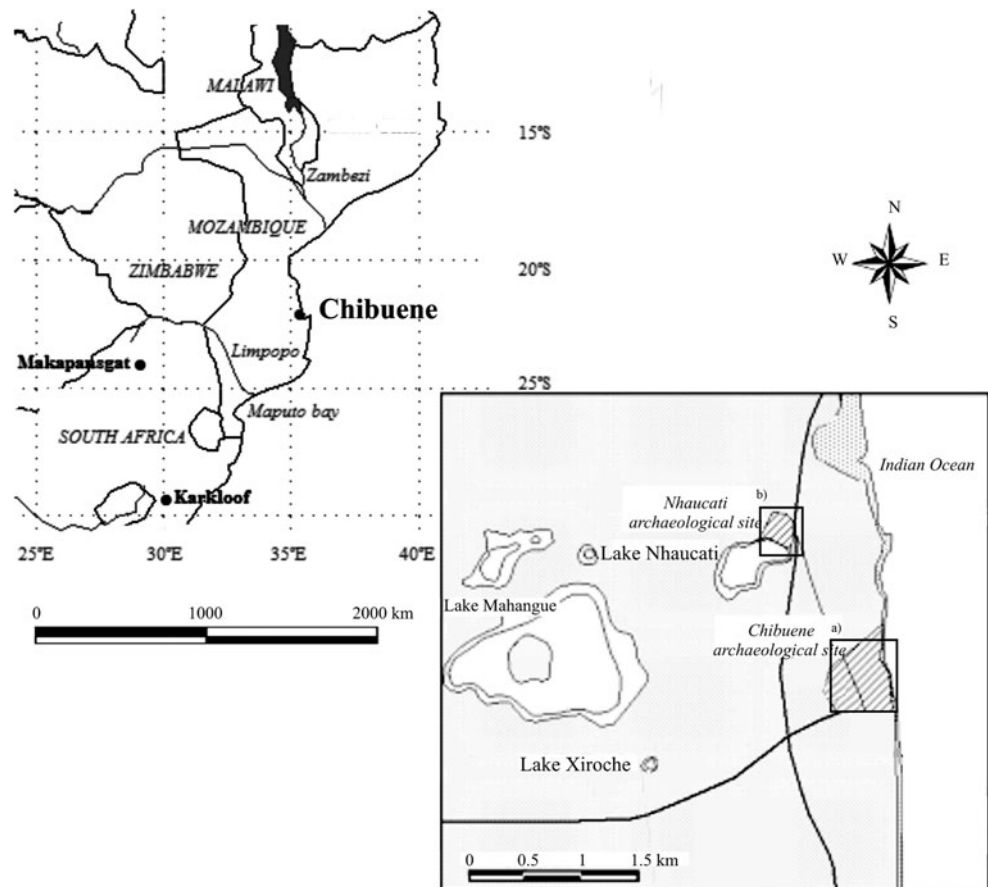 MALAWI
15°S
Zambezi
MOZAMBIQUE
20°S
ZIMBABWE
Chibuene
Limpopo
Makapansgat
25°S
Maputo bay
SOUTH AFRICA
Karkloof
25°E 30°E 35°E 40°E
0 1000 2000 km
N
W E
S
Indian Ocean
b)
Nhaucati
archaeological site
Lake Nhaucati
Lake Mahangue
Chibuene a)
archaeological site
Lake Xiroche
0 0.5 1 1.5 km